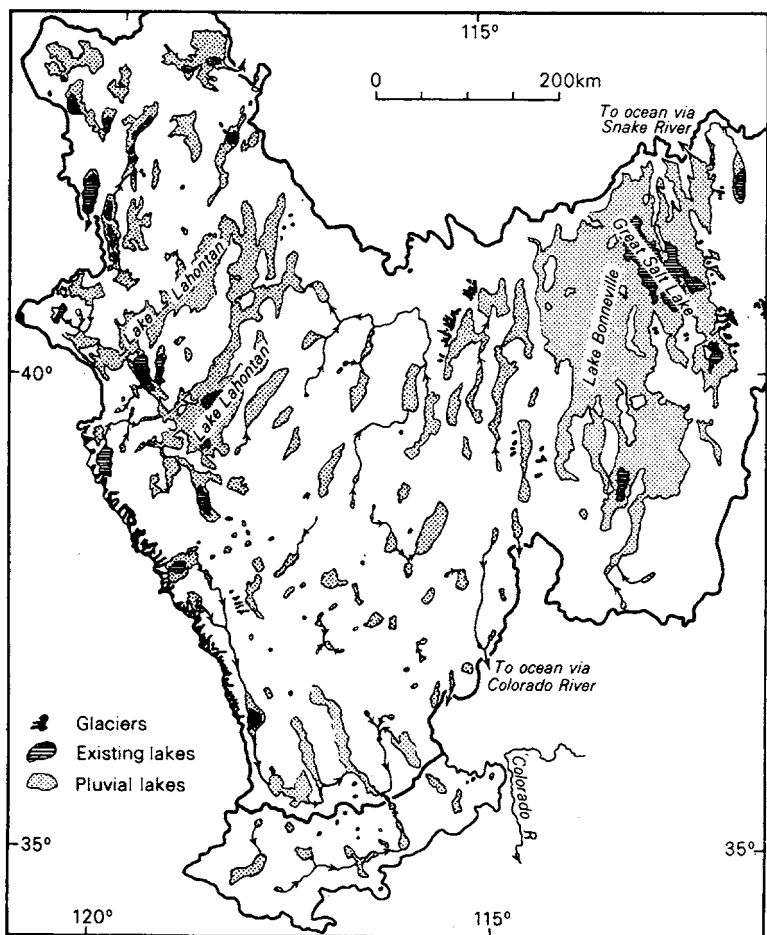 115°
0 200km
To ocean via
Snake River
Great Salt Lake
Lake Lahontan
Lake Bonneville
40°
Lake Lahontan
To ocean via
Colorado River
Glaciers
Existing lakes
Pluvial lakes
Colorado R
35°
35°
120°
115°